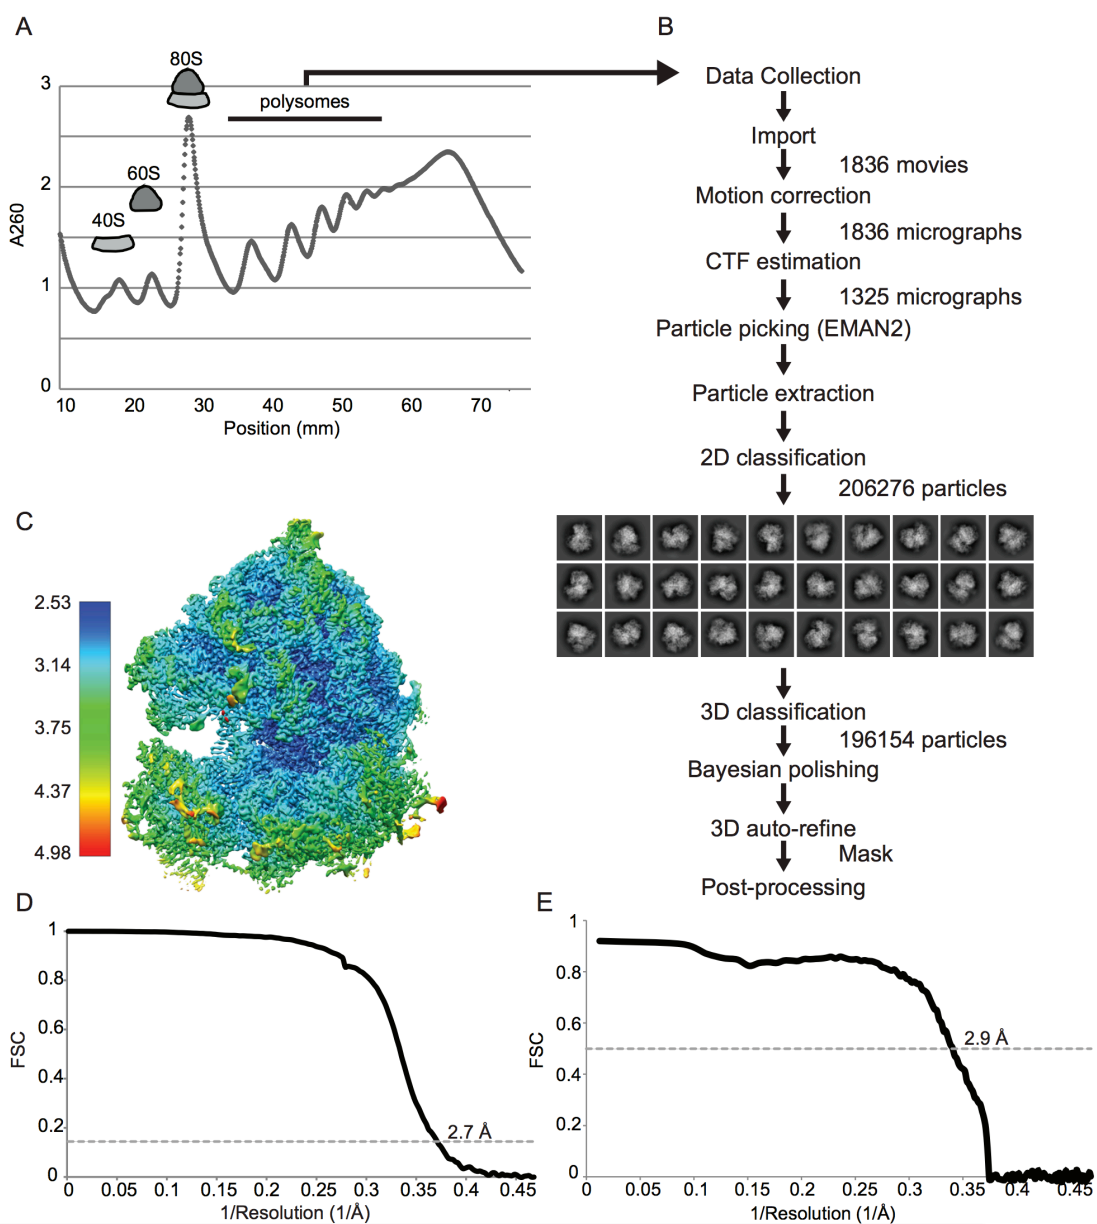 A
80S
polysomes
60S
40S
A260
3
2
1
0
10 20 30 40 50 60 70
Position (mm)
B
Data Collection
Import
1836 movies
Motion correction
1836 micrographs
CTF estimation
1325 micrographs
Particle picking (EMAN2)
Particle extraction
2D classification
206276 particles
3D classification
196154 particles
Bayesian polishing
3D auto-refine
Mask
Post-processing
C
2.53
3.14
3.75
4.37
4.98
D
FSC
1
0.8
0.6
0.4
0.2
0
2.7 Å
0 0.05 0.1 0.15 0.2 0.25 0.3 0.35 0.4 0.45
1/Resolution (1/Å)
E
FSC
1
0.8
0.6
0.4
0.2
0
2.9 Å
0 0.05 0.1 0.15 0.2 0.25 0.3 0.35 0.4 0.45
1/Resolution (1/Å)